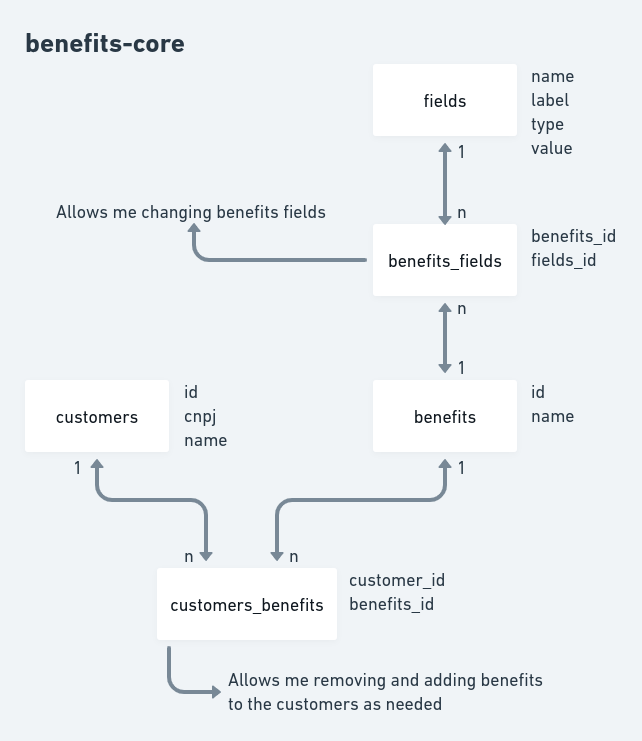 benefits-core
fields
name
label
type
value
1
n
Allows me changing benefits fields
benefits_fields
benefits_id
fields_id
n
1
customers
id
cnpj
name
benefits
id
name
1
1
n
n
customers_benefits
customer_id
benefits_id
Allows me removing and adding benefits
to the customers as needed